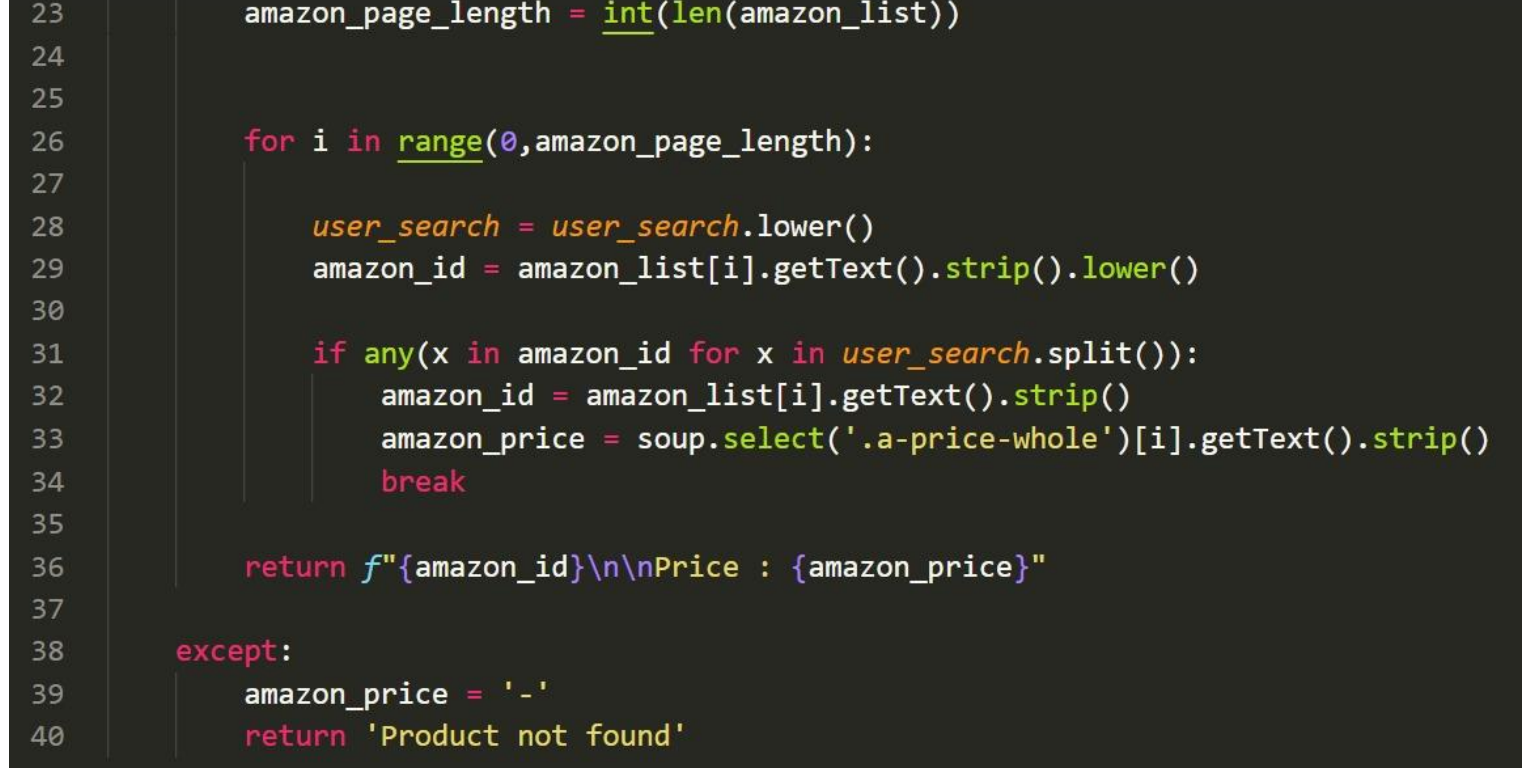 23 amazon_page_length = int(len(amazon_list))
24
25
26 for i in range(0,amazon_page_length):
27
28 user_search = user_search.lower()
29 amazon_id = amazon_list[i].getText().strip().lower()
30
31 if any(x in amazon_id for x in user_search.split()):
32 amazon_id = amazon_list[i].getText().strip()
33 amazon_price = soup.select('.a-price-whole')[i].getText().strip()
34 break
35
36 return f"{amazon_id}\n\nPrice : {amazon_price}"
37
38 except:
39 amazon_price = '-'
40 return 'Product not found'